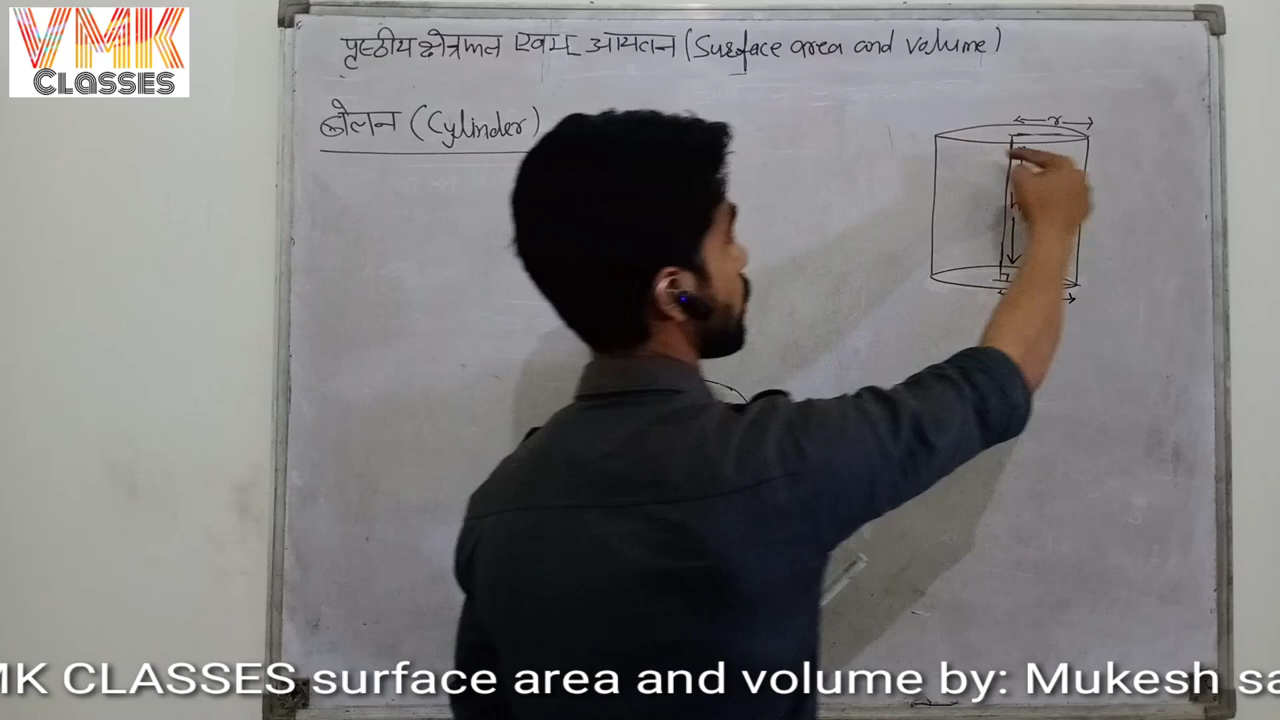 VMK
CLASSES
पृष्ठीय क्षेत्रफल एवम आयतन (Surface area and volume)
बेलन (Cylinder)
r
h
MK CLASSES surface area and volume by: Mukesh sa